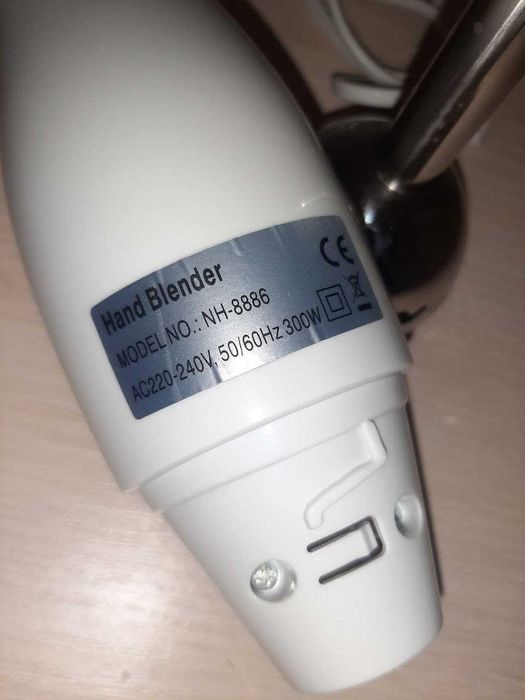 Hand Blender
MODEL NO.: NH-8886
AC220-240V, 50/60Hz 300W
CE